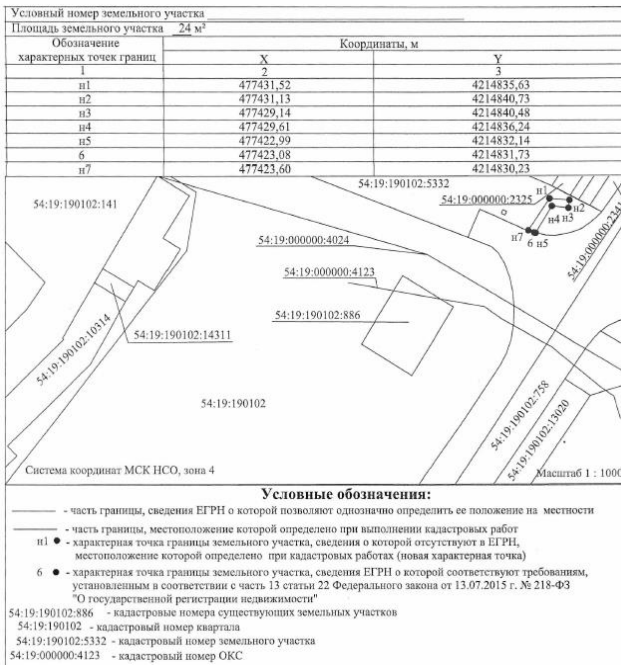 Условный номер земельного участка
Площадь земельного участка 24 м²
Обозначение характерных точек границ Координаты, м
X Y
1 2 3
н1 477431,52 4214835,63
н2 477431,13 4214840,73
н3 477429,14 4214840,48
н4 477429,61 4214836,24
н5 477422,99 4214832,14
6 477423,08 4214831,73
н7 477423,60 4214830,23
54:19:190102:5332
54:19:190102:141
54:19:000000:2325
н1
н2
н4 н3
н7 6 н5
54:19:000000:2341
54:19:000000:4024
54:19:000000:4123
54:19:190102:886
54:19:190102:14311
54:19:190102:10314
54:19:190102
54:19:190102:758
54:19:190102:13020
Система координат МСК НСО, зона 4
Масштаб 1 : 1000
Условные обозначения:
- часть границы, сведения ЕГРН о которой позволяют однозначно определить ее положение на местности
- часть границы, местоположение которой определено при выполнении кадастровых работ
н1 ● - характерная точка границы земельного участка, сведения о которой отсутствуют в ЕГРН,
местоположение которой определено при кадастровых работах (новая характерная точка)
6 ● - характерная точка границы земельного участка, сведения ЕГРН о которой соответствуют требованиям,
установленным в соответствии с часть 13 статьи 22 Федерального закона от 13.07.2015 г. № 218-ФЗ
"О государственной регистрации недвижимости"
54:19:190102:886 - кадастровые номера существующих земельных участков
54:19:190102 - кадастровый номер квартала
54:19:190102:5332 - кадастровый номер земельного участка
54:19:000000:4123 - кадастровый номер ОКС